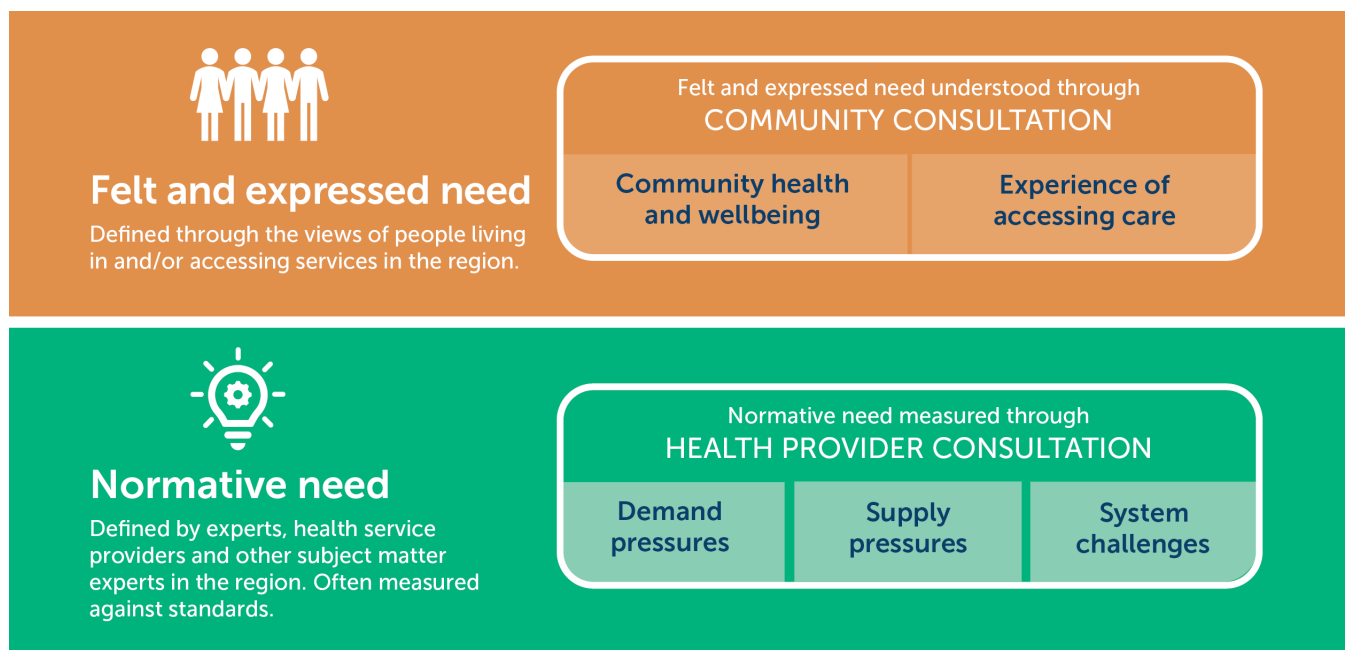 Felt and expressed need
Defined through the views of people living
in and/or accessing services in the region.
Felt and expressed need understood through
COMMUNITY CONSULTATION
Community health
and wellbeing
Experience of
accessing care
Normative need
Defined by experts, health service
providers and other subject matter
experts in the region. Often measured
against standards.
Normative need measured through
HEALTH PROVIDER CONSULTATION
Demand
pressures
Supply
pressures
System
challenges